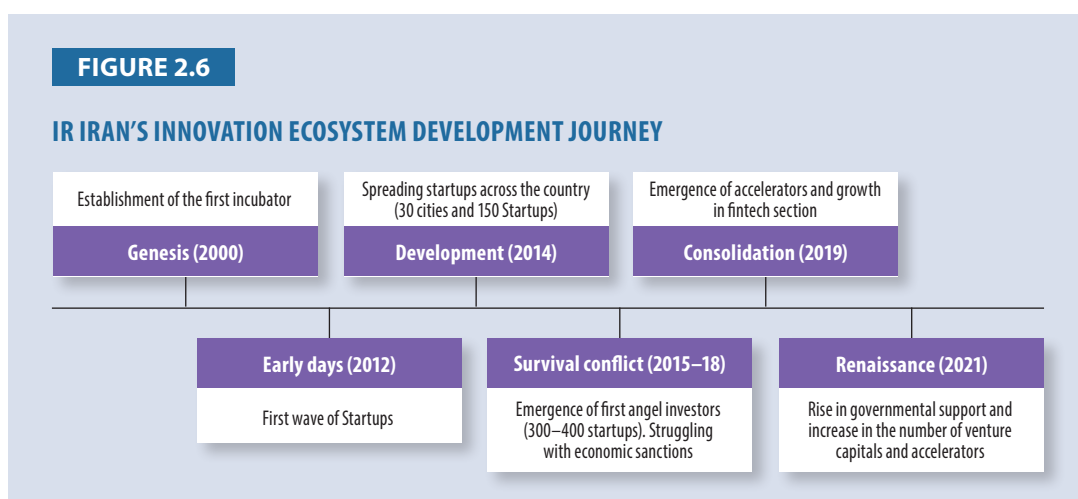 FIGURE 2.6
IR IRAN'S INNOVATION ECOSYSTEM DEVELOPMENT JOURNEY
Establishment of the first incubator
Genesis (2000)
Spreading startups across the country
(30 cities and 150 Startups)
Development (2014)
Emergence of accelerators and growth
in fintech section
Consolidation (2019)
Early days (2012)
First wave of Startups
Survival conflict (2015–18)
Emergence of first angel investors
(300–400 startups). Struggling
with economic sanctions
Renaissance (2021)
Rise in governmental support and
increase in the number of venture
capitals and accelerators